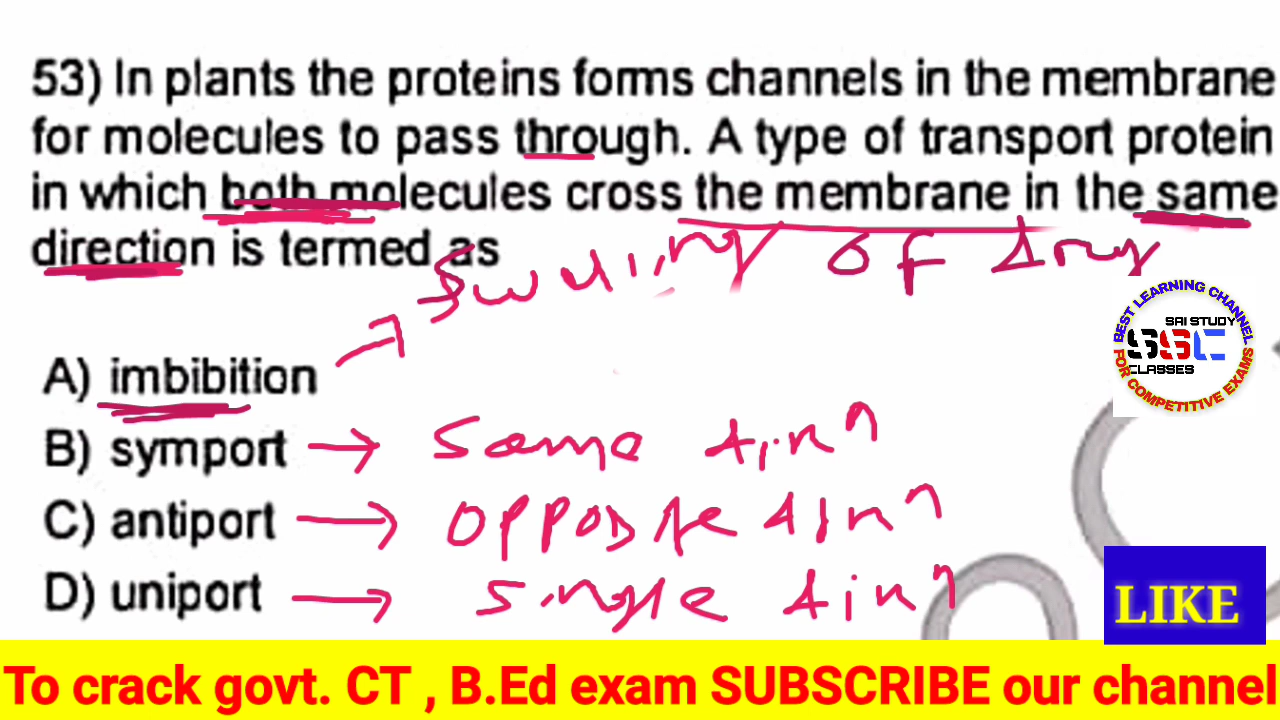 53) In plants the proteins forms channels in the membrane
for molecules to pass through. A type of transport protein
in which both molecules cross the membrane in the same
direction is termed as
swelling of dry
A) imbibition
B) symport → same dirn n
C) antiport → opposite dirn n
D) uniport → single dirn n
BEST LEARNING CHANNEL
SAI STUDY
SSC
CLASSES
FOR COMPETITIVE EXAMS
LIKE
To crack govt. CT , B.Ed exam SUBSCRIBE our channel